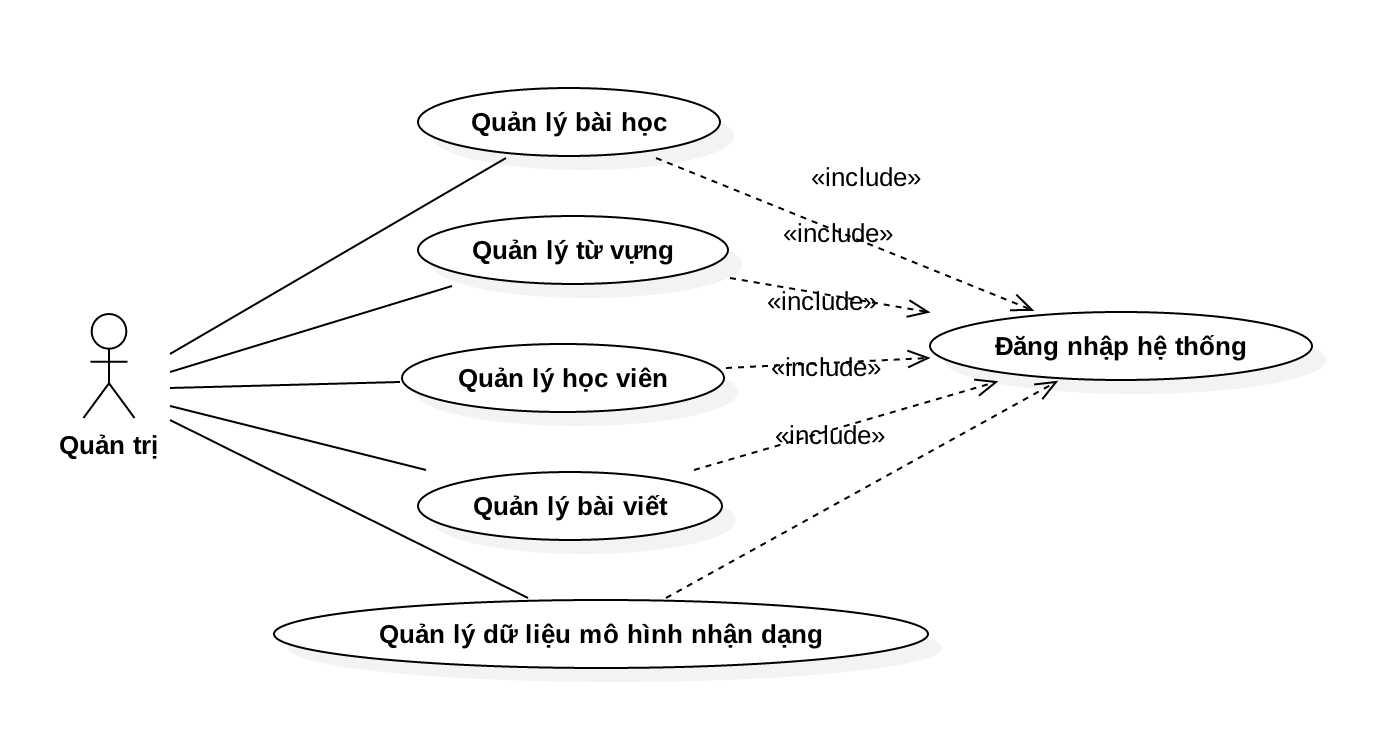 Quản lý bài học
«include»
«include»
Quản lý từ vựng
«include»
Đăng nhập hệ thống
Quản lý học viên
«include»
«include»
Quản trị
Quản lý bài viết
Quản lý dữ liệu mô hình nhận dạng